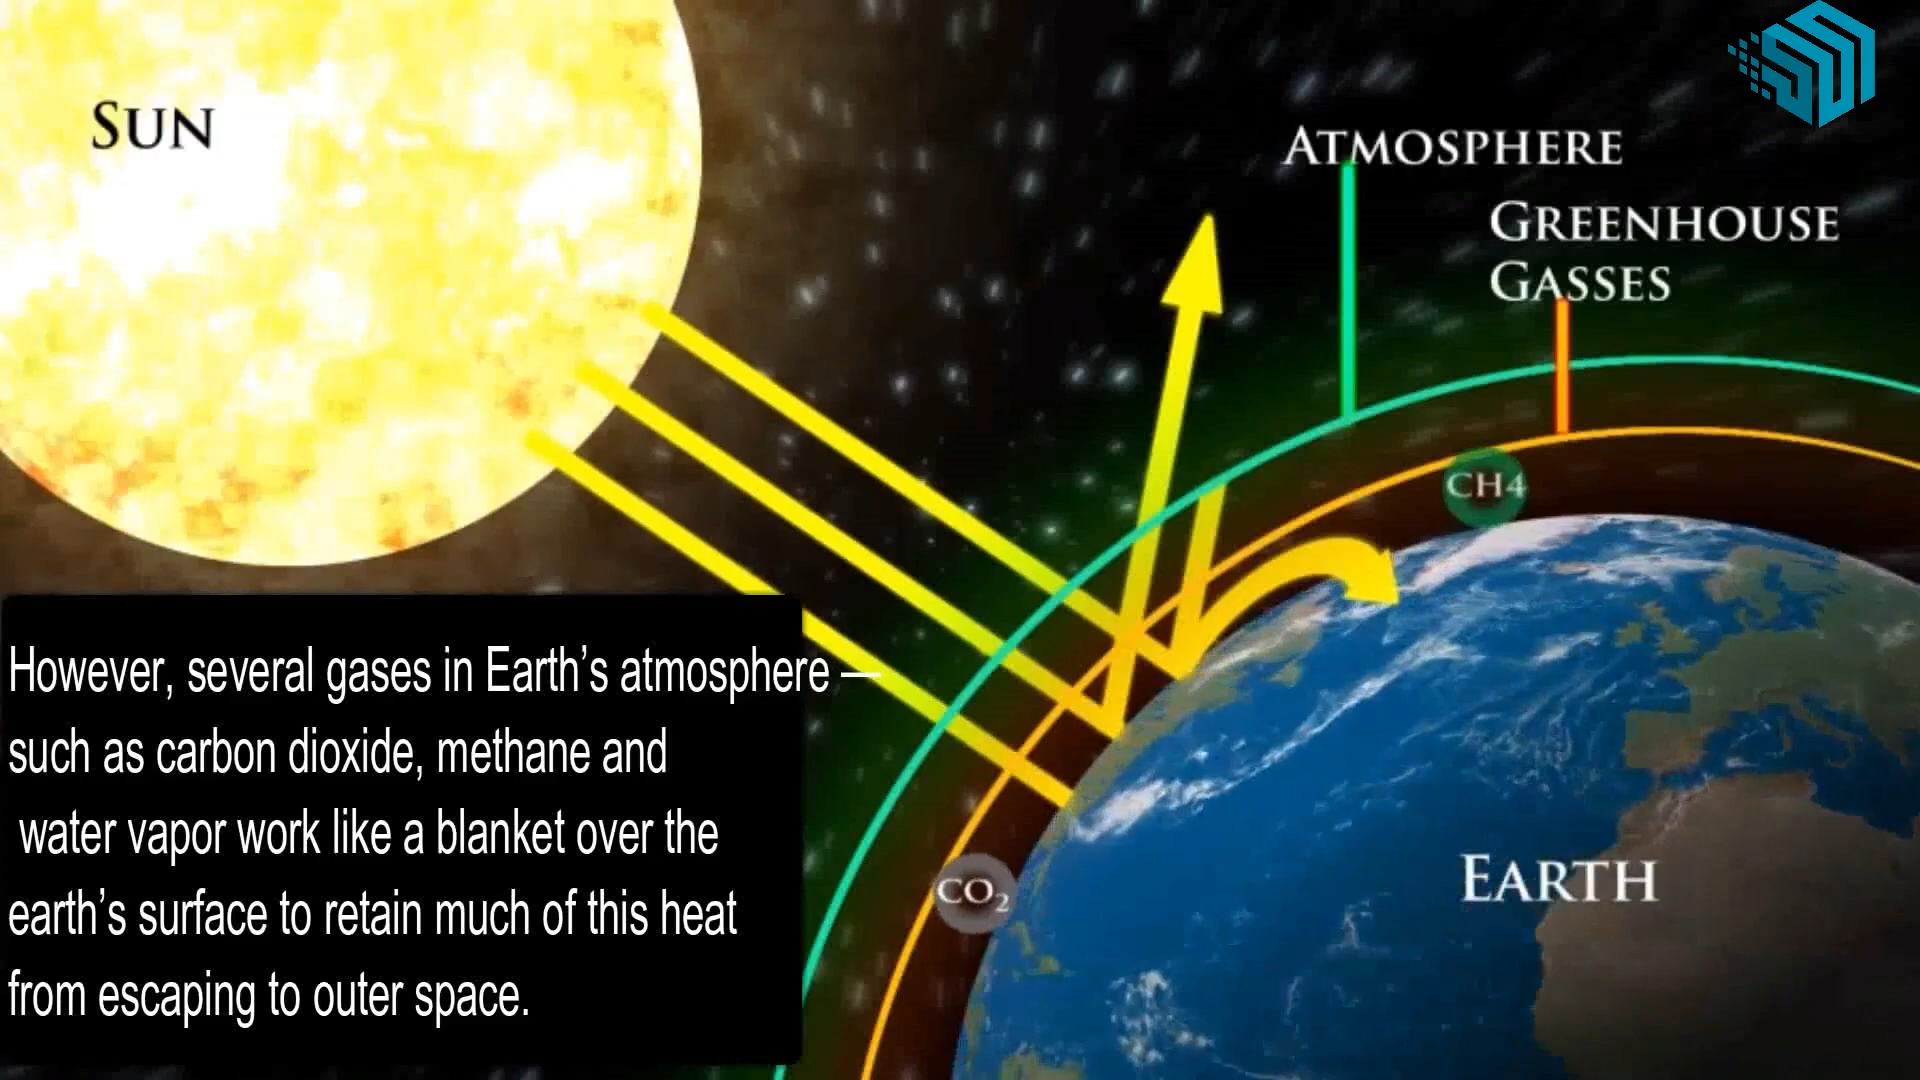 SUN
ATMOSPHERE
GREENHOUSE
GASSES
CH4
However, several gases in Earth’s atmosphere —
such as carbon dioxide, methane and
water vapor work like a blanket over the
earth’s surface to retain much of this heat
from escaping to outer space.
CO₂
EARTH